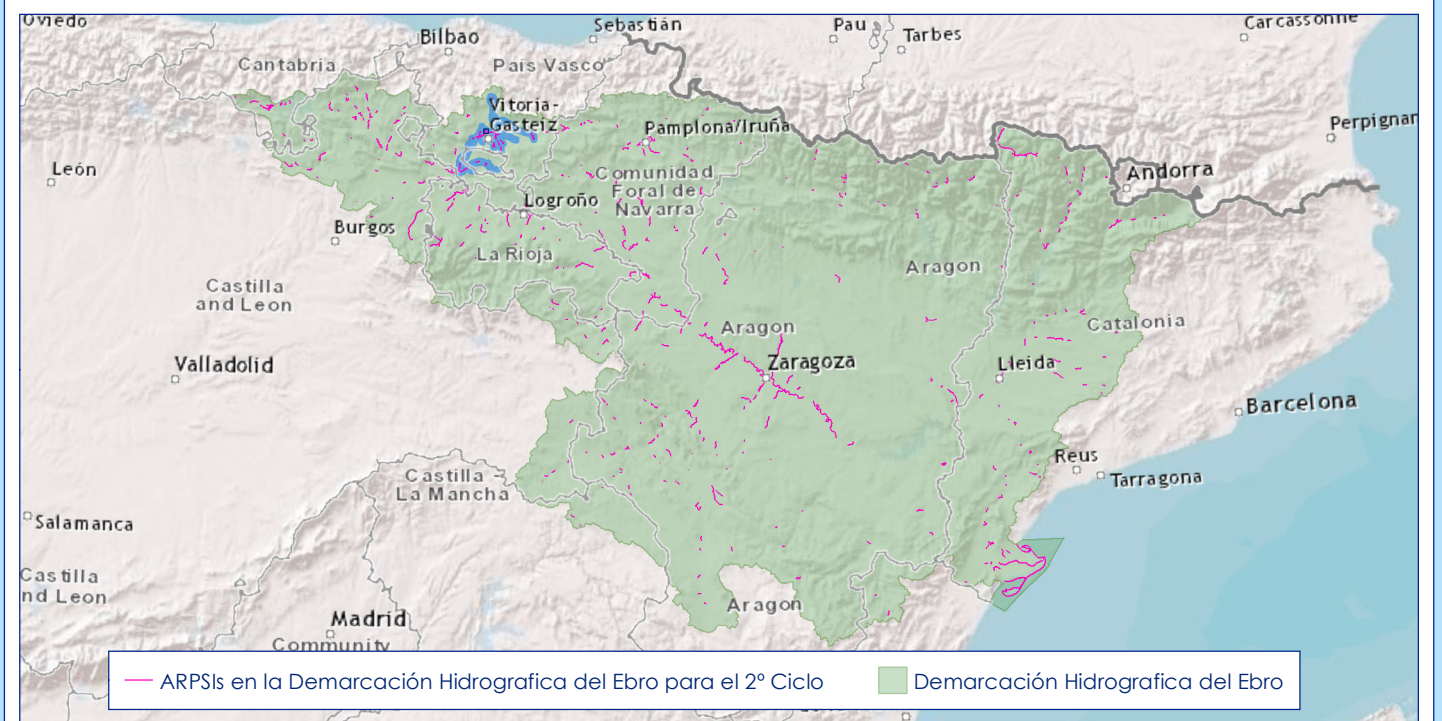 Oviedo
Sebastián
Pau
Carcassonne
Bilbao
Tarbes
Cantabria
País Vasco
Vitoria-
Gasteiz
Pamplona/Iruña
Perpignan
León
Comunidad
Foral de
Navarra
Andorra
Logroño
Burgos
La Rioja
Aragon
Castilla
and Leon
Aragon
Catalonia
Valladolid
Zaragoza
Lleida
Barcelona
Reus
Castilla
La Mancha
Tarragona
Salamanca
Castilla
nd Leon
Aragon
Madrid
Community
ARPSIs en la Demarcación Hidrografica del Ebro para el 2º Ciclo
Demarcación Hidrografica del Ebro